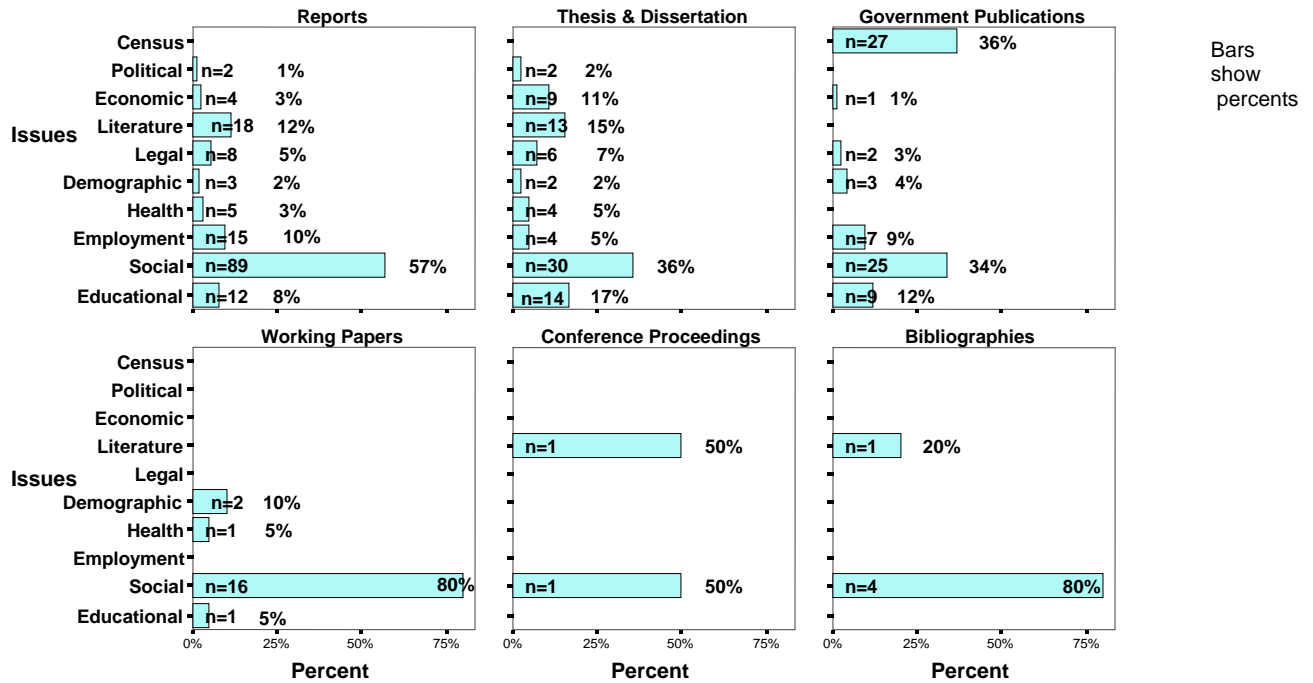 Reports Thesis & Dissertation Government Publications
Census n=27 36%
Political n=2 1% n=2 2%
Economic n=4 3% n=9 11% n=1 1%
Literature n=18 12% n=13 15%
Issues
Legal n=8 5% n=6 7% n=2 3%
Demographic n=3 2% n=2 2% n=3 4%
Health n=5 3% n=4 5%
Employment n=15 10% n=4 5% n=7 9%
Social n=89 57% n=30 36% n=25 34%
Educational n=12 8% n=14 17% n=9 12%
Bars
show
percents
Working Papers Conference Proceedings Bibliographies
Census
Political
Economic
Literature n=1 50% n=1 20%
Issues
Legal
Demographic n=2 10%
Health n=1 5%
Employment
Social n=16 80% n=1 50% n=4 80%
Educational n=1 5%
0% 25% 50% 75% 0% 25% 50% 75% 0% 25% 50% 75%
Percent Percent Percent